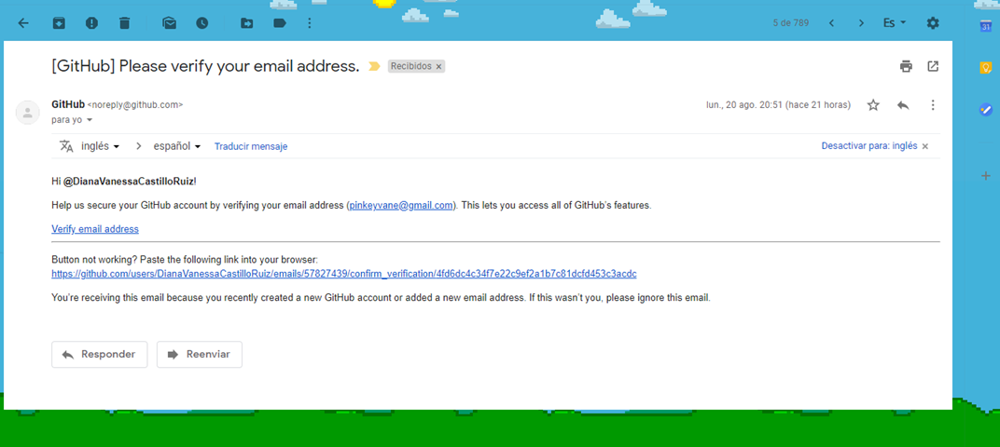 5 de 789
Es
31
[GitHub] Please verify your email address.
Recibidos x
GitHub <noreply@github.com>
lun., 20 ago. 20:51 (hace 21 horas)
para yo
inglés
español
Traducir mensaje
Desactivar para: inglés x
Hi @DianaVanessaCastilloRuiz!
Help us secure your GitHub account by verifying your email address (pinkeyvane@gmail.com). This lets you access all of GitHub's features.
Verify email address
Button not working? Paste the following link into your browser:
https://github.com/users/DianaVanessaCastilloRuiz/emails/57827439/confirm_verification/4fd6dc4c34f7e22c9ef2a1b7c81dcfd453c3acdc
You're receiving this email because you recently created a new GitHub account or added a new email address. If this wasn't you, please ignore this email.
Responder
Reenviar